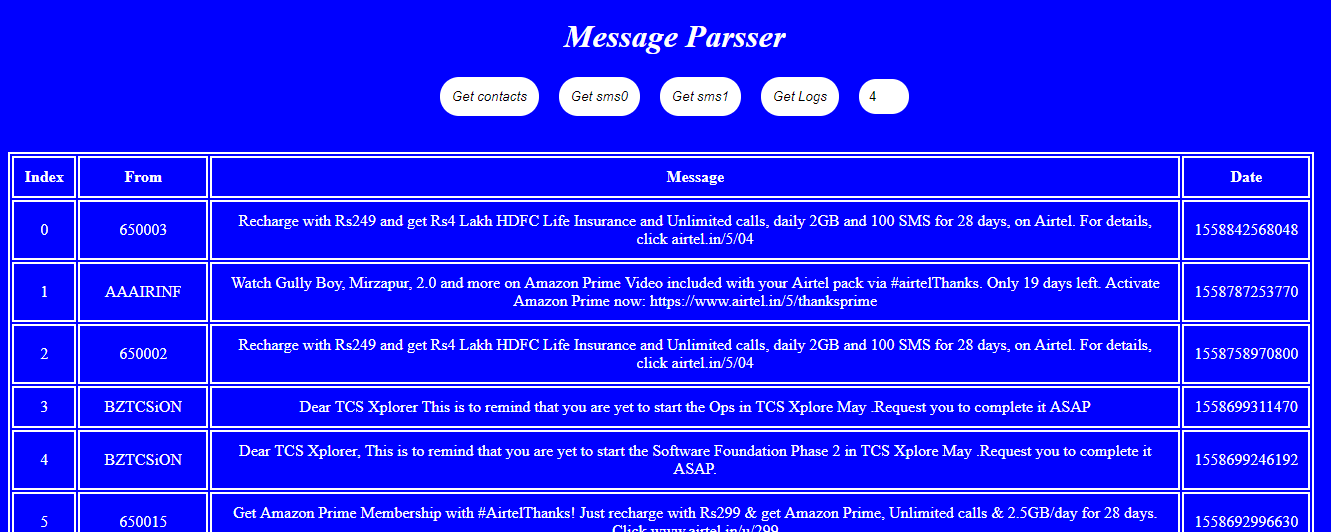 Message Parsser
Get contacts Get sms0 Get sms1 Get Logs 4
Index From Message Date
0 650003 Recharge with Rs249 and get Rs4 Lakh HDFC Life Insurance and Unlimited calls, daily 2GB and 100 SMS for 28 days, on Airtel. For details, 1558842568048
click airtel.in/5/04
1 AAAIRINF Watch Gully Boy, Mirzapur, 2.0 and more on Amazon Prime Video included with your Airtel pack via #airtelThanks. Only 19 days left. Activate 1558787253770
Amazon Prime now: https://www.airtel.in/5/thanksprime
2 650002 Recharge with Rs249 and get Rs4 Lakh HDFC Life Insurance and Unlimited calls, daily 2GB and 100 SMS for 28 days, on Airtel. For details, 1558758970800
click airtel.in/5/04
3 BZTCSiON Dear TCS Xplorer This is to remind that you are yet to start the Ops in TCS Xplore May .Request you to complete it ASAP 1558699311470
4 BZTCSiON Dear TCS Xplorer, This is to remind that you are yet to start the Software Foundation Phase 2 in TCS Xplore May .Request you to complete it 1558699246192
ASAP.
5 650015 Get Amazon Prime Membership with #AirtelThanks! Just recharge with Rs299 & get Amazon Prime, Unlimited calls & 2.5GB/day for 28 days. 1558692996630
Click www.airtel.in/u/299